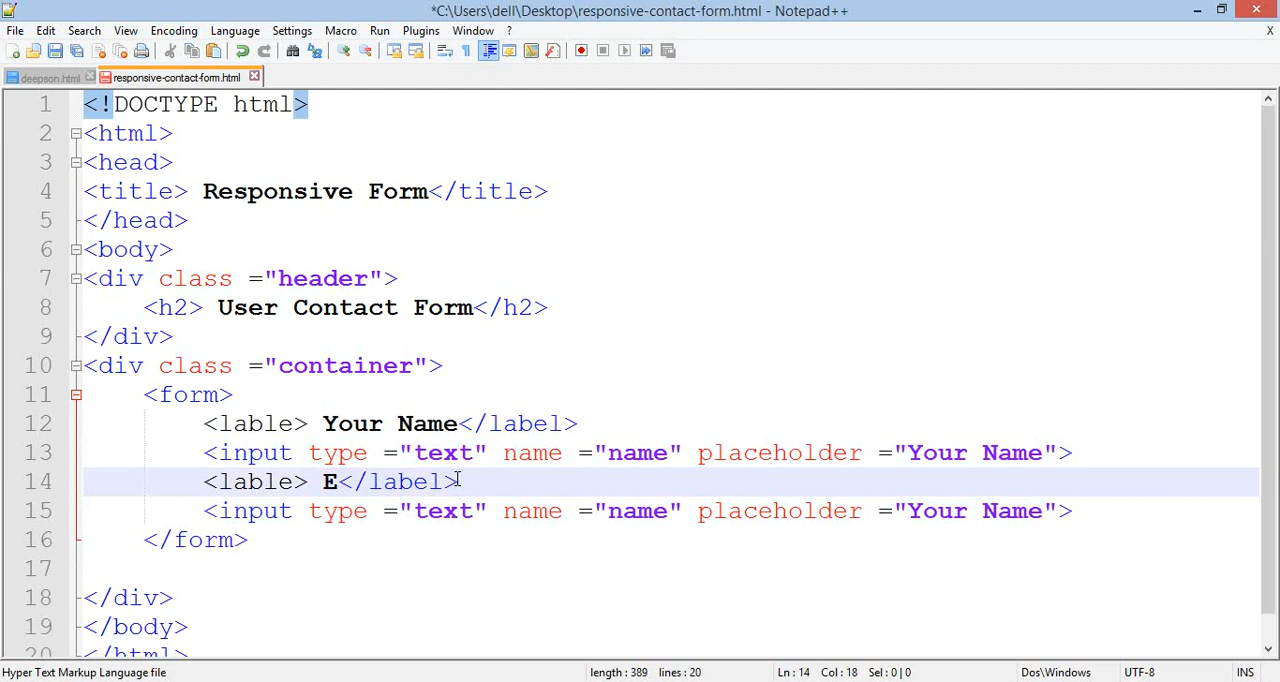 *C:\Users\dell\Desktop\responsive-contact-form.html - Notepad++
File Edit Search View Encoding Language Settings Macro Run Plugins Window ? X
deepson.html responsive-contact-form.html
1 <!DOCTYPE html>
2 <html>
3 <head>
4 <title> Responsive Form</title>
5 </head>
6 <body>
7 <div class ="header">
8 <h2> User Contact Form</h2>
9 </div>
10 <div class ="container">
11 <form>
12 <lable> Your Name</label>
13 <input type ="text" name ="name" placeholder ="Your Name">
14 <lable> E</label>
15 <input type ="text" name ="name" placeholder ="Your Name">
16 </form>
17
18 </div>
19 </body>
20 </html>
Hyper Text Markup Language file length : 389 lines : 20 Ln : 14 Col : 18 Sel : 0 | 0 Dos\Windows UTF-8 INS